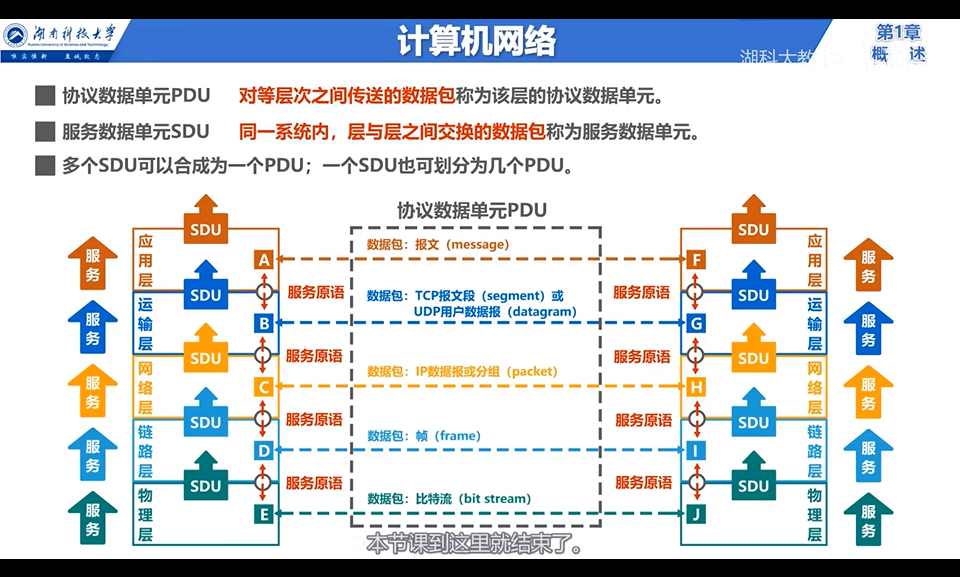 湖南科技大学
Hunan University of Science and Technology
唯实惟新 至诚致志
计算机网络
第1章
概 述
湖科大教
协议数据单元PDU 对等层次之间传送的数据包称为该层的协议数据单元。
服务数据单元SDU 同一系统内，层与层之间交换的数据包称为服务数据单元。
多个SDU可以合成为一个PDU；一个SDU也可划分为几个PDU。
协议数据单元PDU
服务 应用层 SDU A 数据包：报文（message） F SDU 应用层 服务
服务原语 服务原语
服务 运输层 SDU B 数据包：TCP报文段（segment）或 G SDU 运输层 服务
UDP用户数据报（datagram）
服务原语 服务原语
服务 网络层 SDU C 数据包：IP数据报或分组（packet） H SDU 网络层 服务
服务原语 服务原语
服务 链路层 SDU D 数据包：帧（frame） I SDU 链路层 服务
服务原语 服务原语
服务 物理层 SDU E 数据包：比特流（bit stream） J SDU 物理层 服务
本节课到这里就结束了。